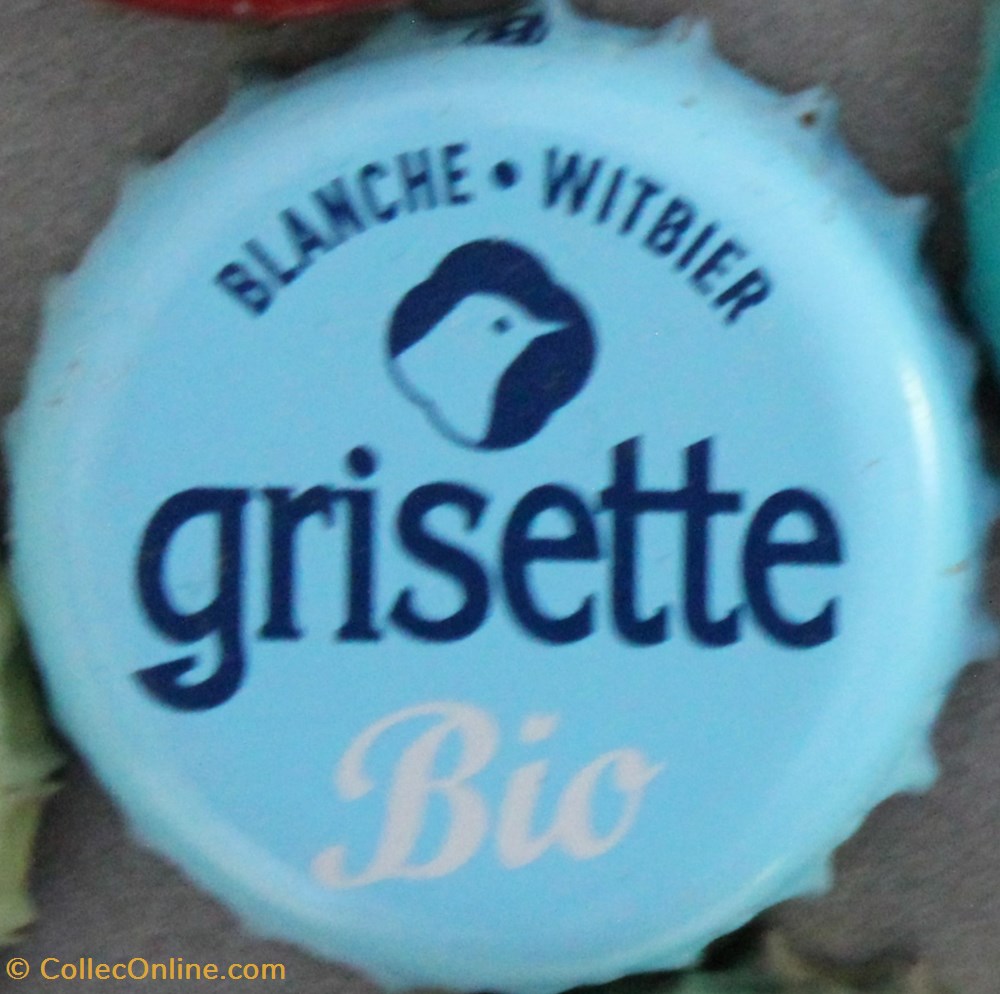 BLANCHE • WITBIER
grisette
Bio
© CollecOnline.com